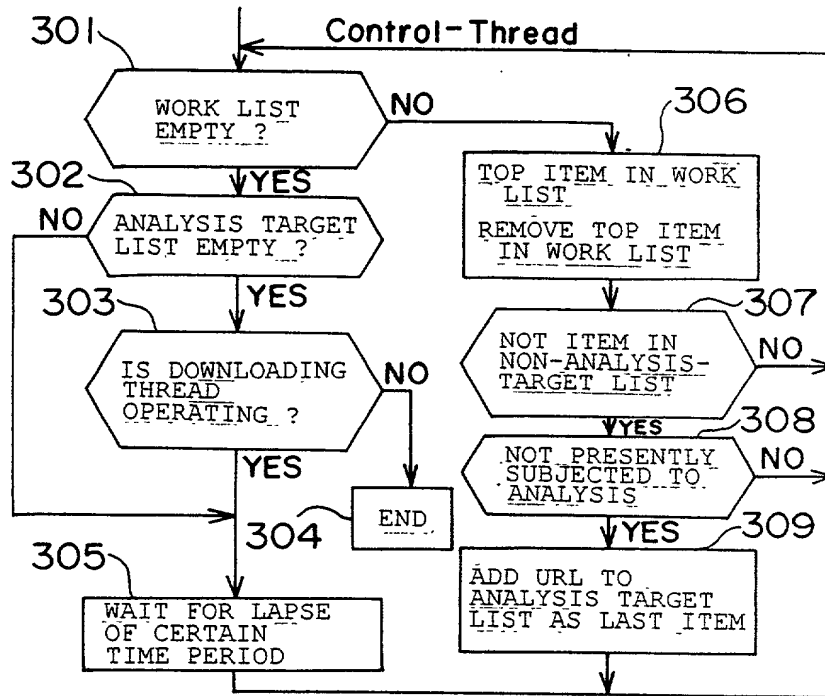 Control-Thread
301
WORK LIST
EMPTY ?
NO
YES
302
NO
ANALYSIS TARGET
LIST EMPTY ?
YES
303
IS DOWNLOADING
THREAD
OPERATING ?
NO
YES
304
END
305
WAIT FOR LAPSE
OF CERTAIN
TIME PERIOD
306
TOP ITEM IN WORK
LIST
REMOVE TOP ITEM
IN WORK LIST
307
NOT ITEM IN
NON-ANALYSIS-
TARGET LIST
NO
YES
308
NOT PRESENTLY
SUBJECTED TO
ANALYSIS
NO
YES
309
ADD URL TO
ANALYSIS TARGET
LIST AS LAST ITEM